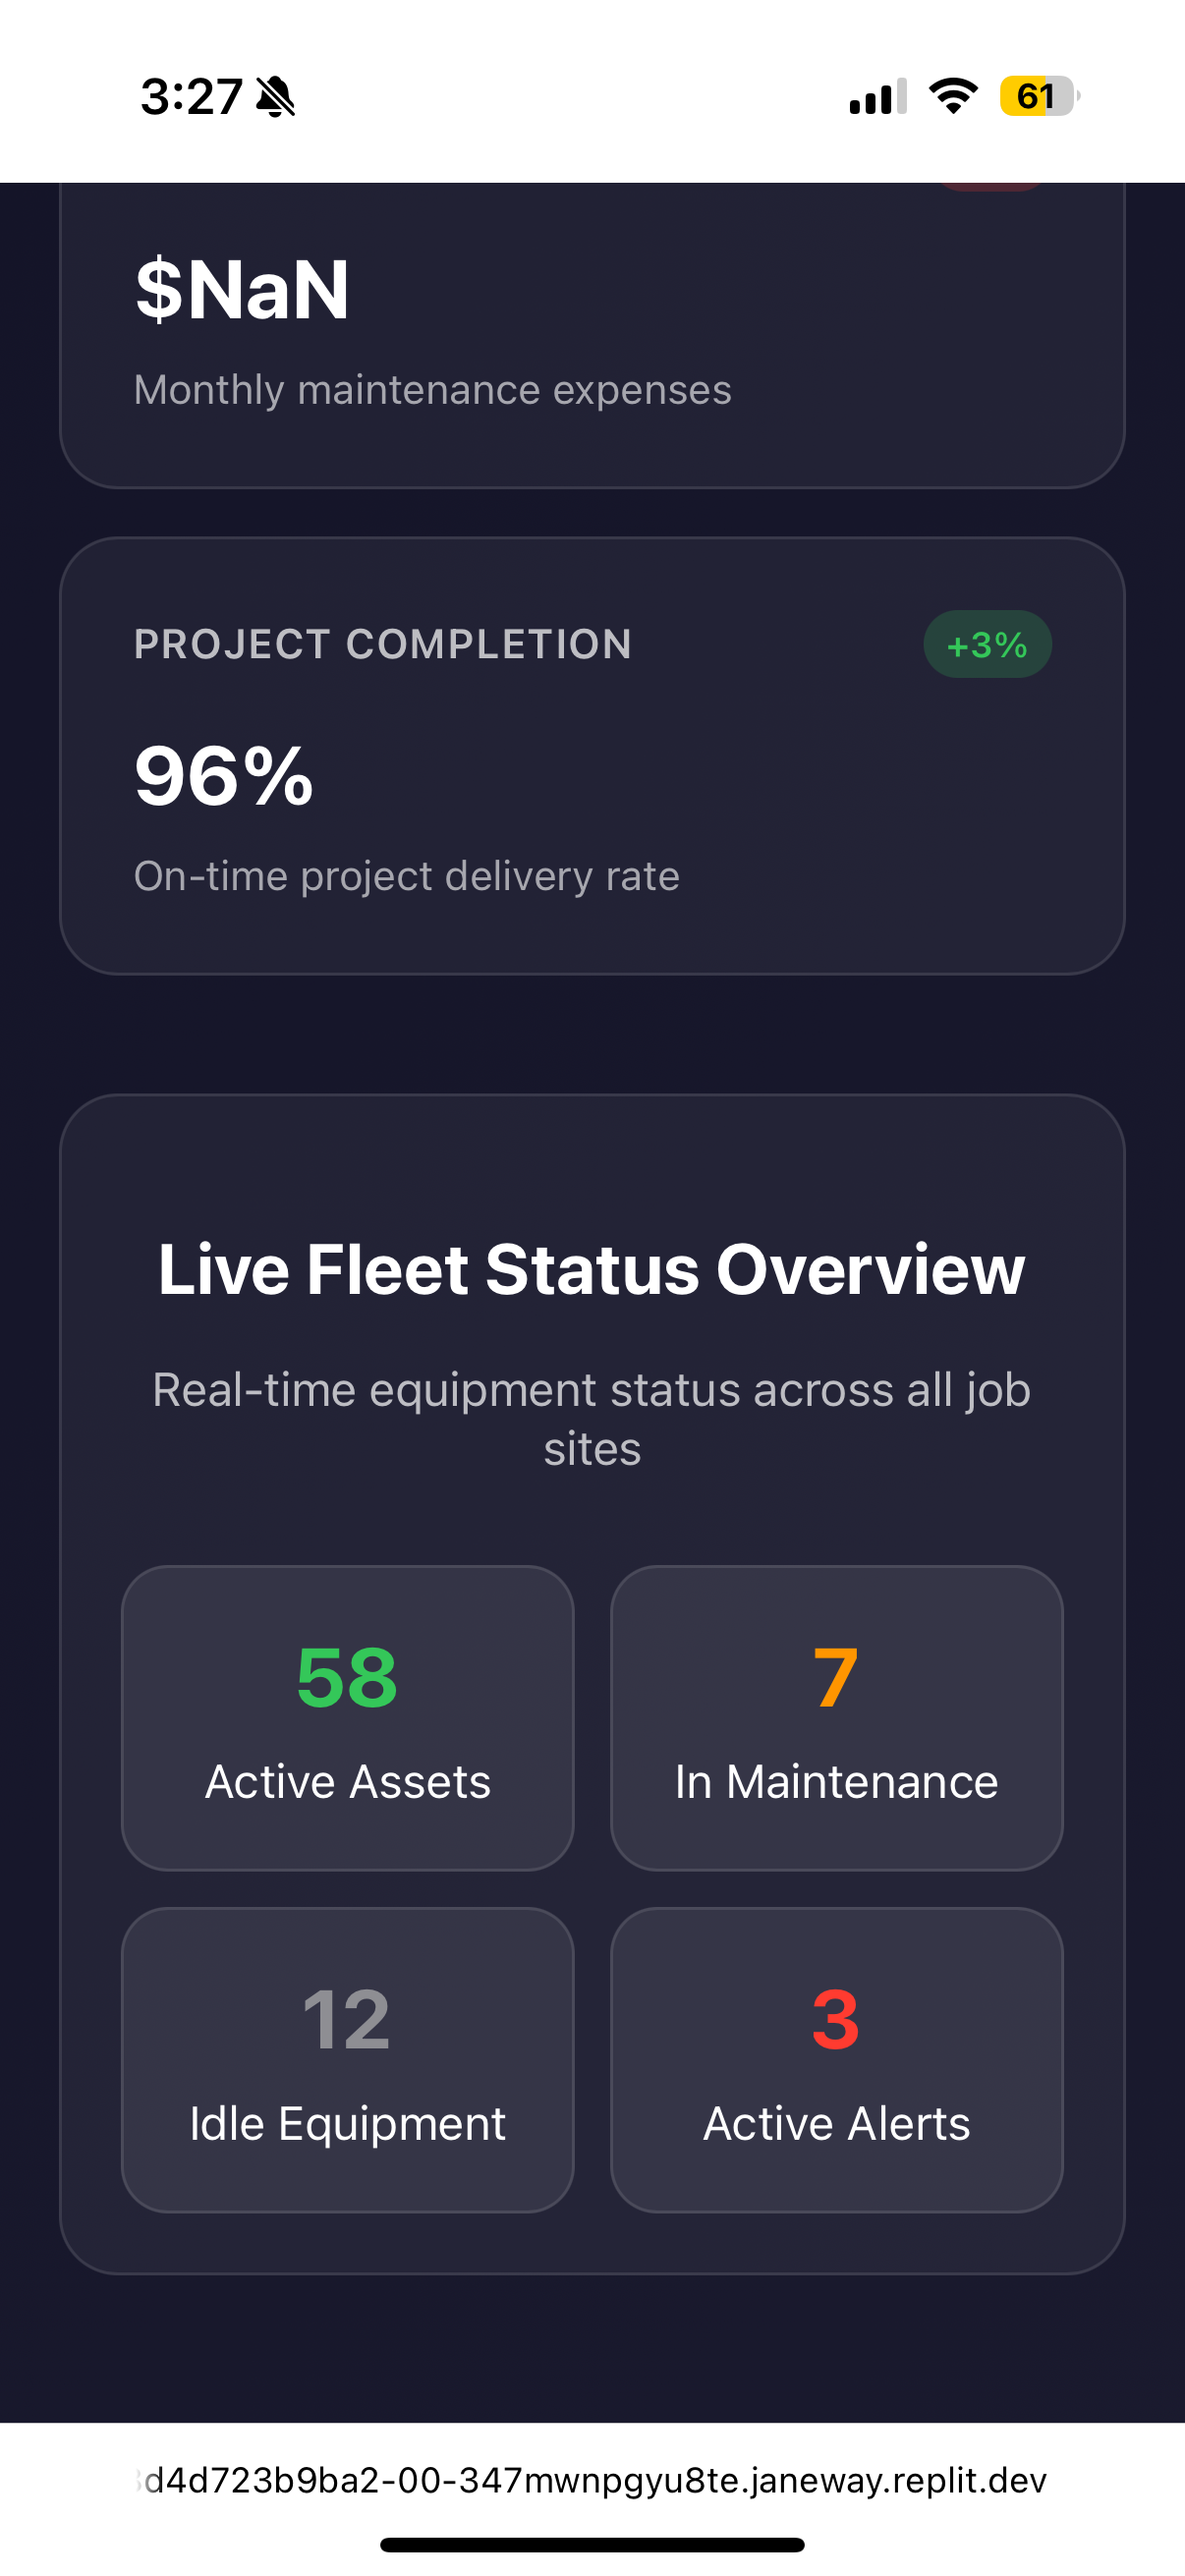 3:27
61
$NaN
Monthly maintenance expenses
PROJECT COMPLETION
+3%
96%
On-time project delivery rate
Live Fleet Status Overview
Real-time equipment status across all job
sites
58
7
Active Assets
In Maintenance
12
3
Idle Equipment
Active Alerts
d4d723b9ba2-00-347mwnpgyu8te.janeway.replit.dev